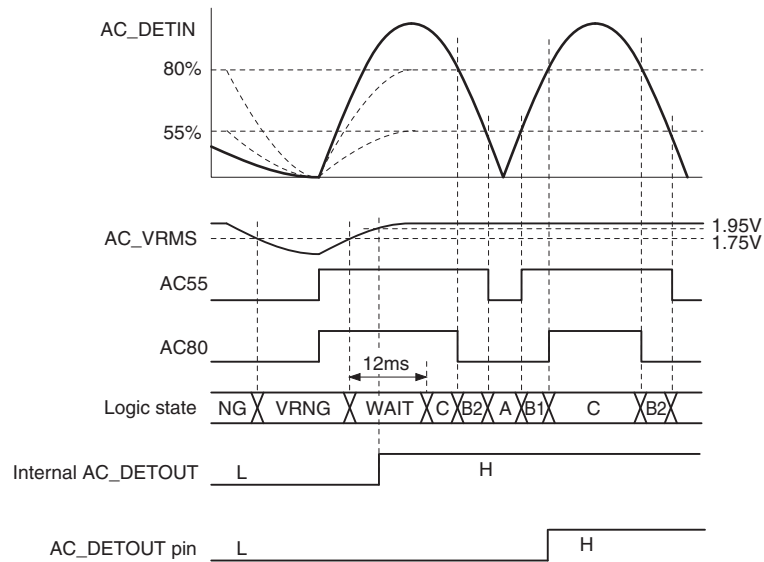 AC_DETIN
80%
55%
AC_VRMS
1.95V
1.75V
AC55
AC80
12ms
Logic state NG VRNG WAIT C B2 A B1 C B2
Internal AC_DETOUT L H
AC_DETOUT pin L H